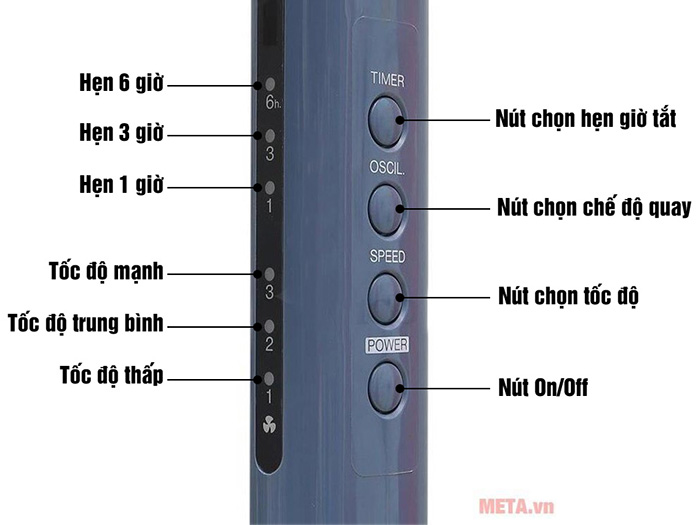 Hẹn 6 giờ
Hẹn 3 giờ
Hẹn 1 giờ
Tốc độ mạnh
Tốc độ trung bình
Tốc độ thấp
6h.
3
1
3
2
1
TIMER
OSCIL.
SPEED
POWER
Nút chọn hẹn giờ tắt
Nút chọn chế độ quay
Nút chọn tốc độ
Nút On/Off
META.vn